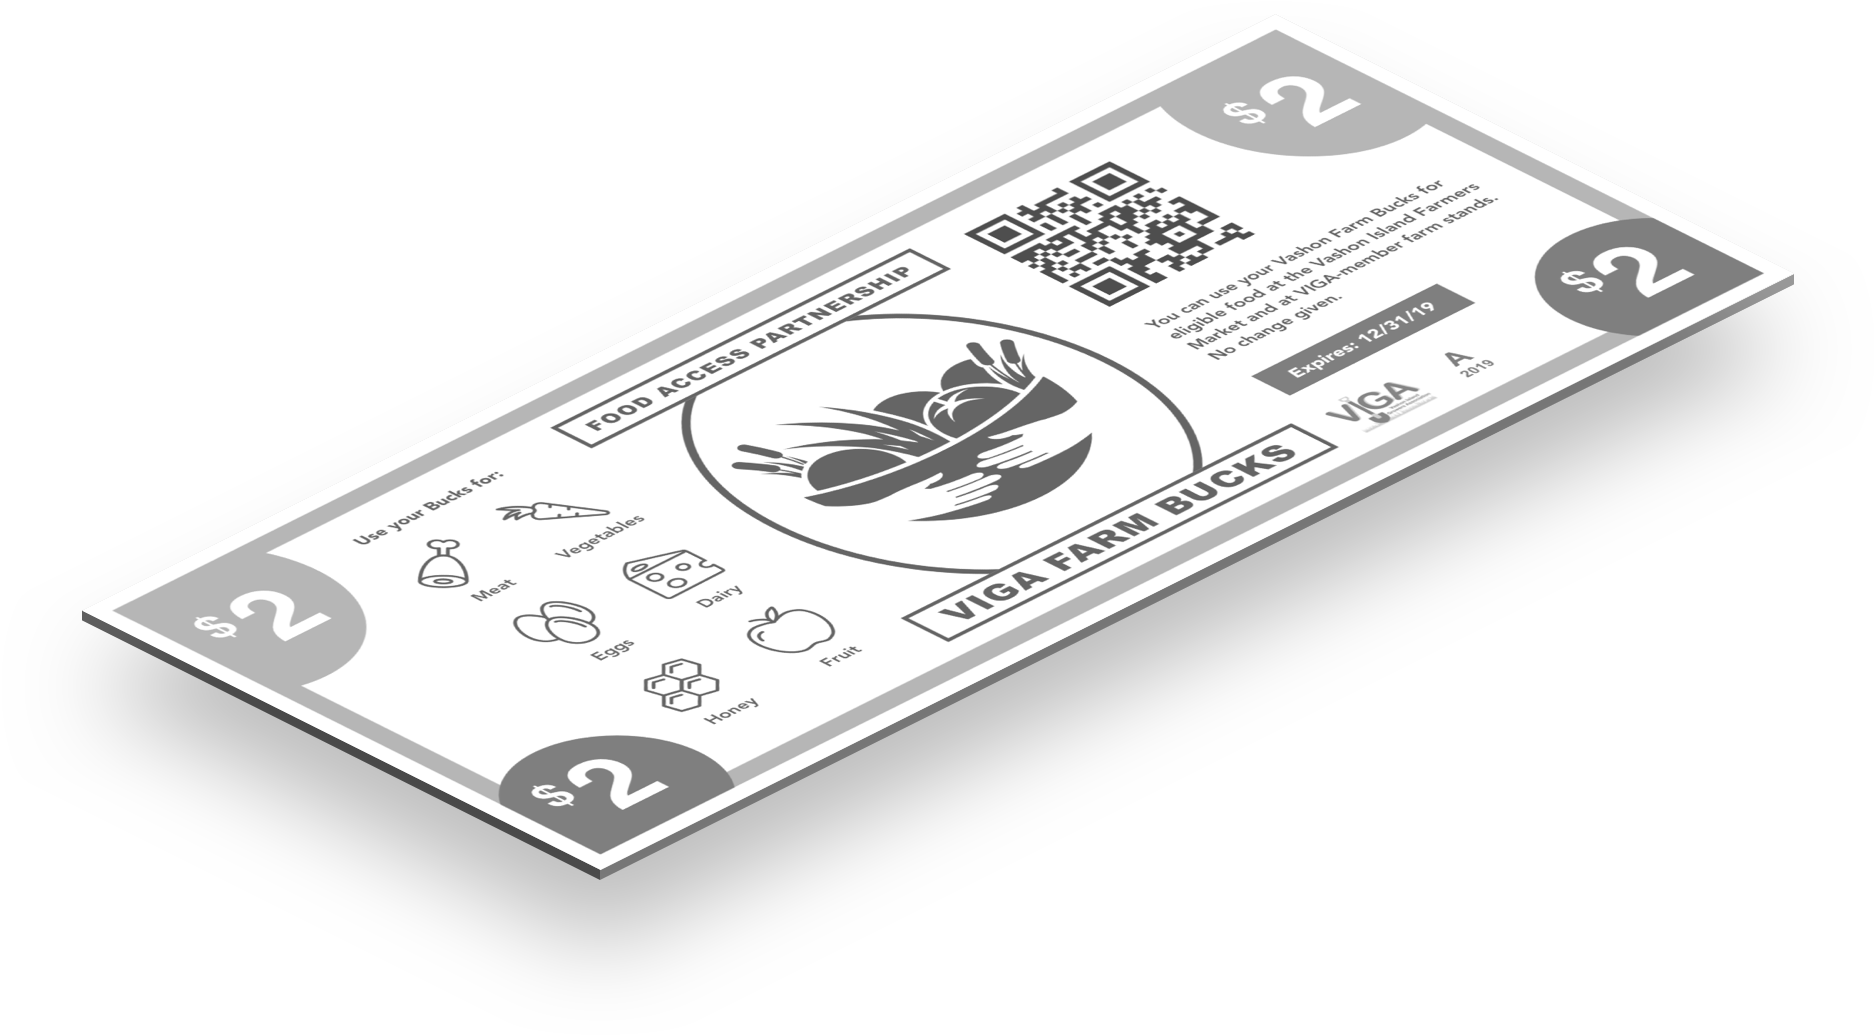 $2
$2
FOOD ACCESS PARTNERSHIP
You can use your Vashon Farm Bucks for
eligible food at the Vashon Island Farmers
Market and at VIGA-member farm stands.
No change given.
Expires: 12/31/19
VIGA
A
2019
Use your Bucks for:
Meat
Vegetables
Eggs
Dairy
Honey
Fruit
VIGA FARM BUCKS
$2
$2